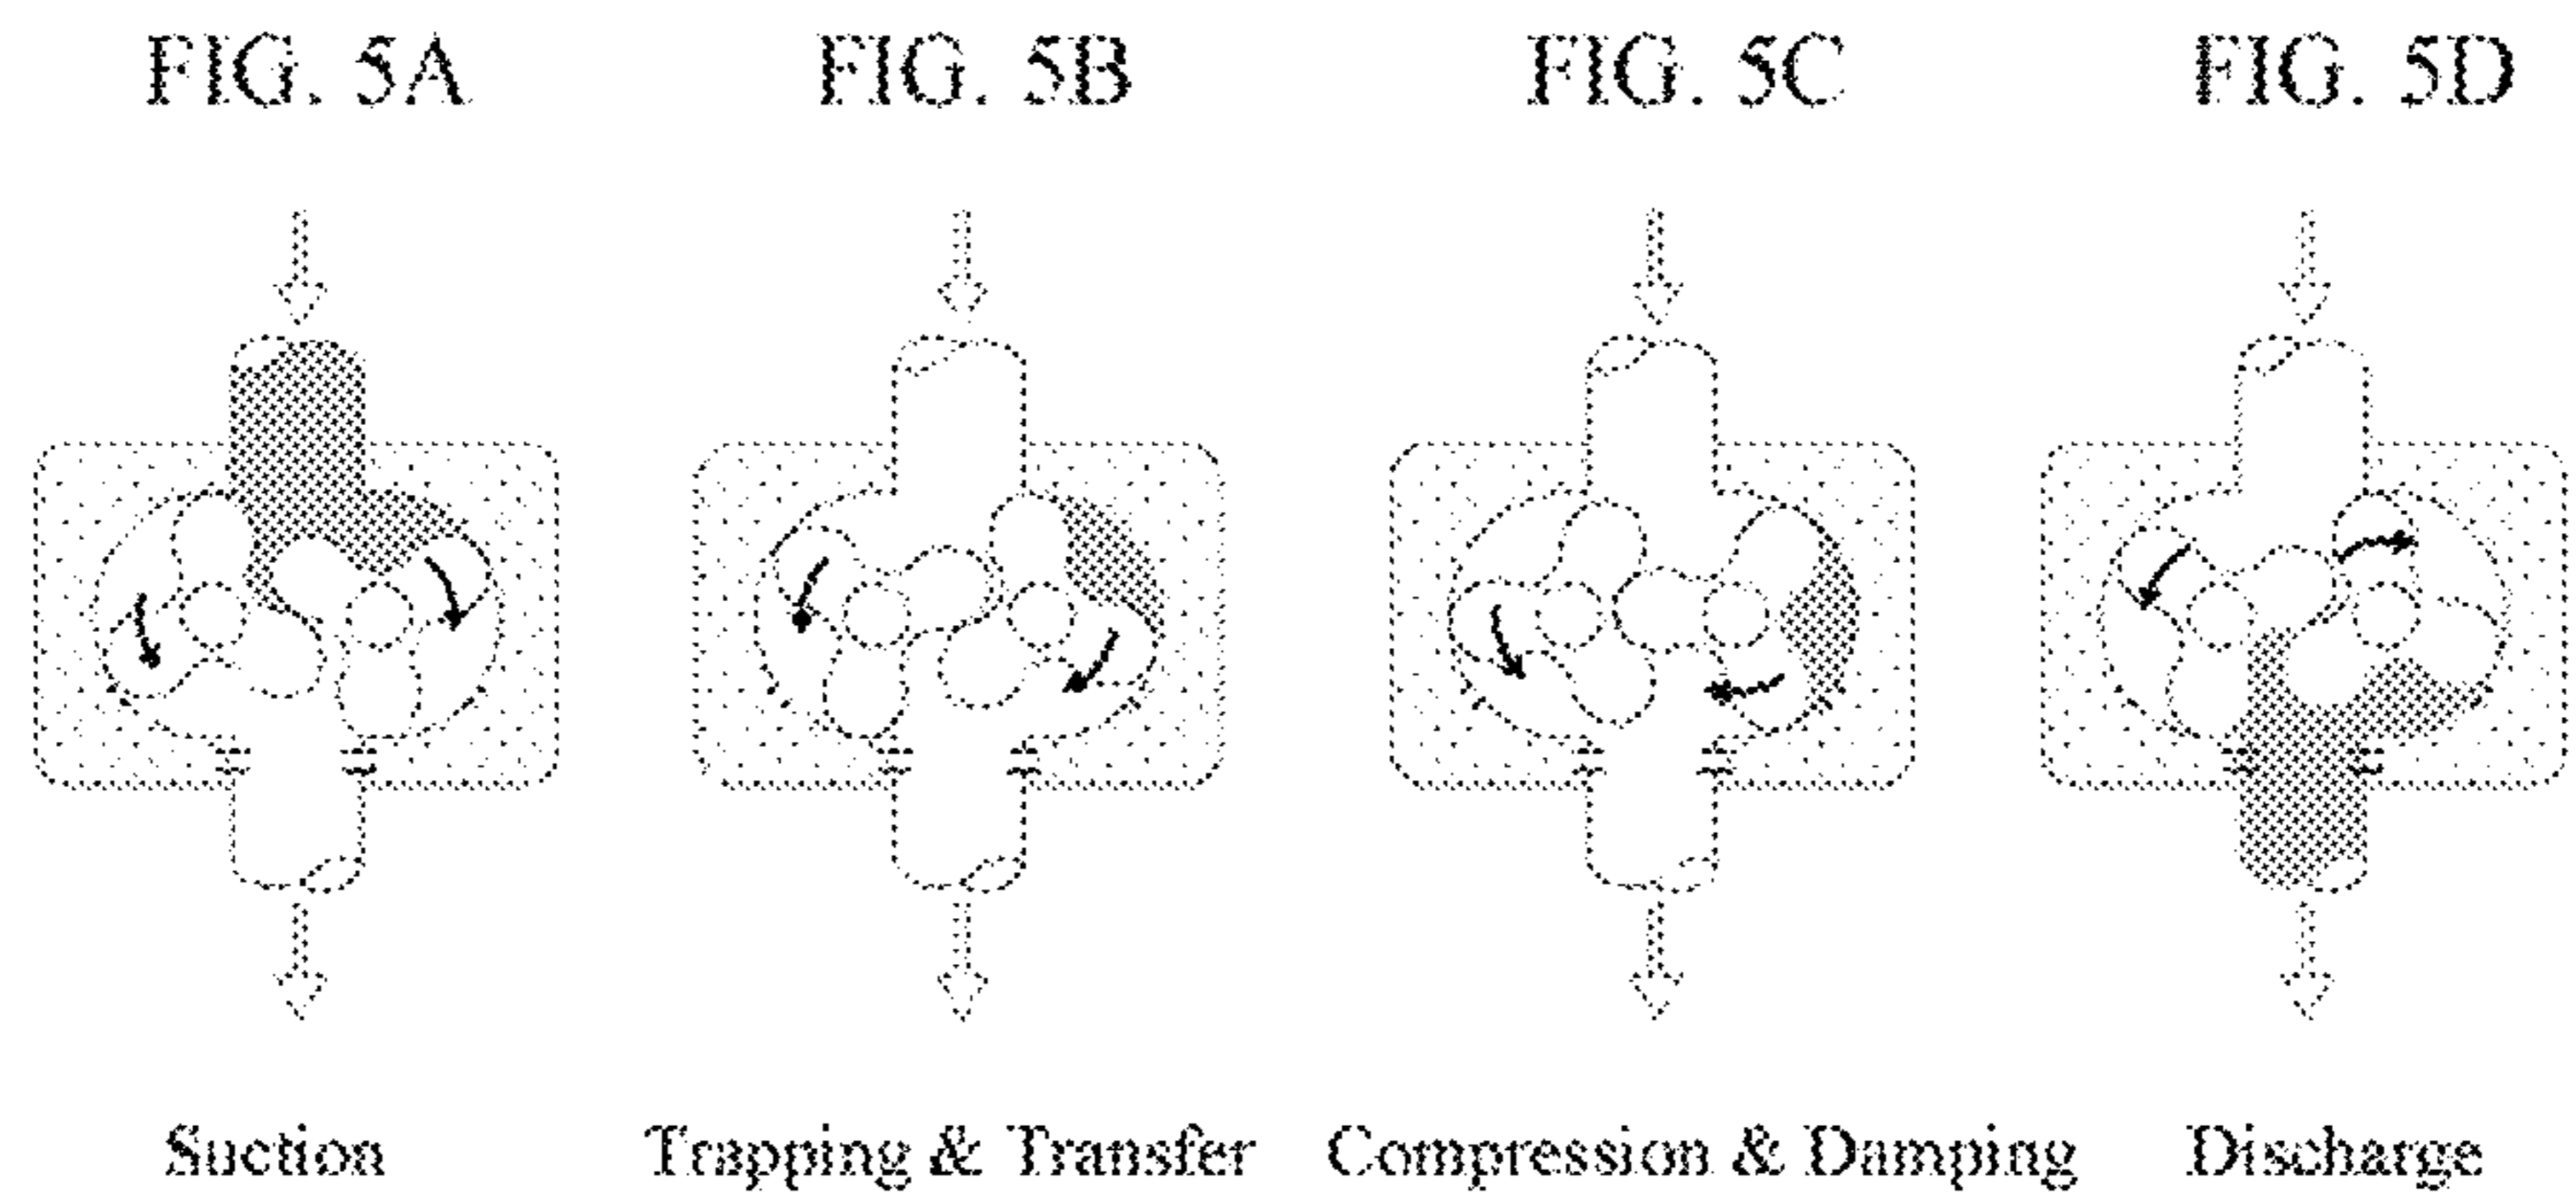 FIG. 5A
FIG. 5B
FIG. 5C
FIG. 5D
Suction
Trapping & Transfer
Compression & Damping
Discharge